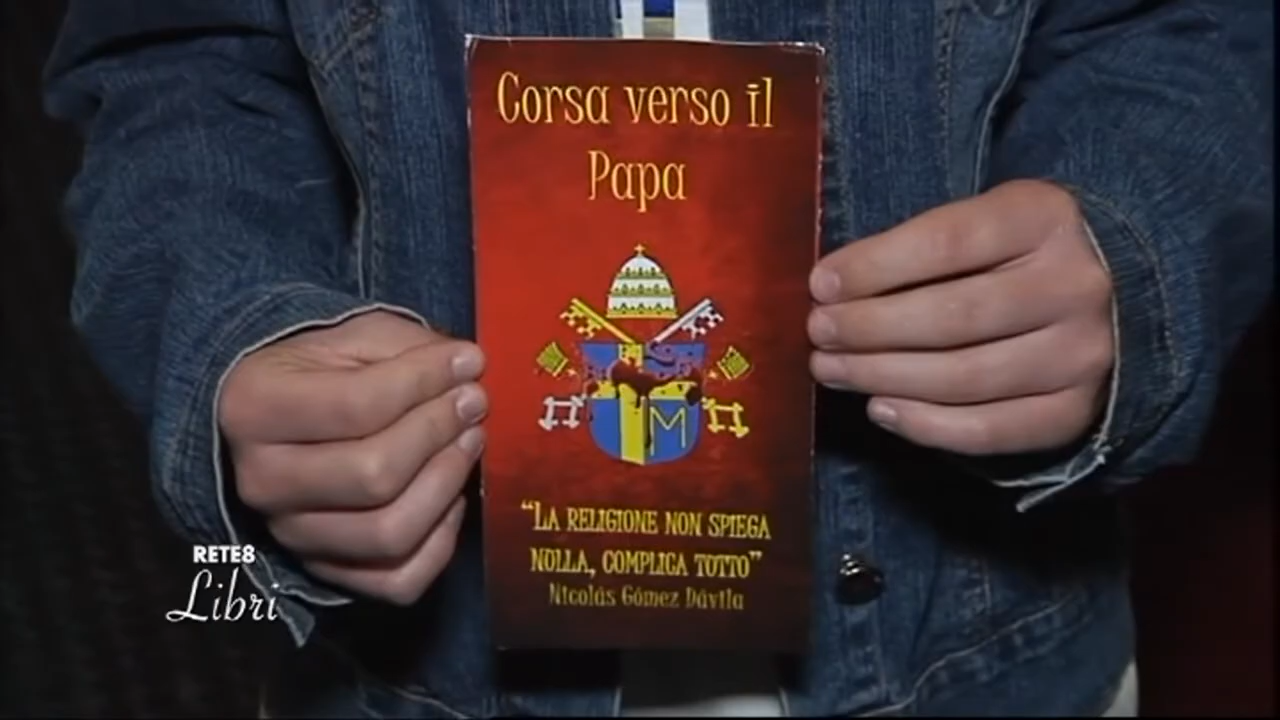 Corsa verso il
Papa
M
“LA RELIGIONE NON SPIEGA
NULLA, COMPLICA TUTTO”
Nicolás Gómez Dávila
RETE8
Libri